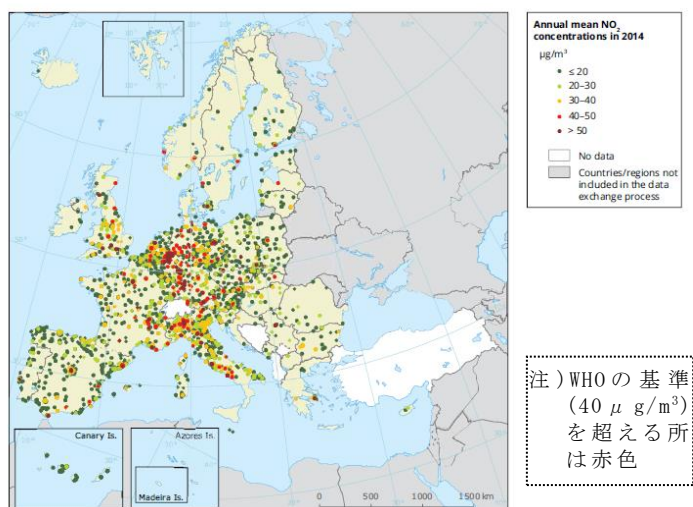 Annual mean NO₂
concentrations in 2014
µg/m³
≤ 20
20–30
30–40
40–50
> 50
No data
Countries/regions not
included in the data
exchange process
Canary Is.
Azores Is.
Madeira Is.
0 500 1000 1500 km
注)WHOの基準
(40μg/m³)
を超える所
は赤色